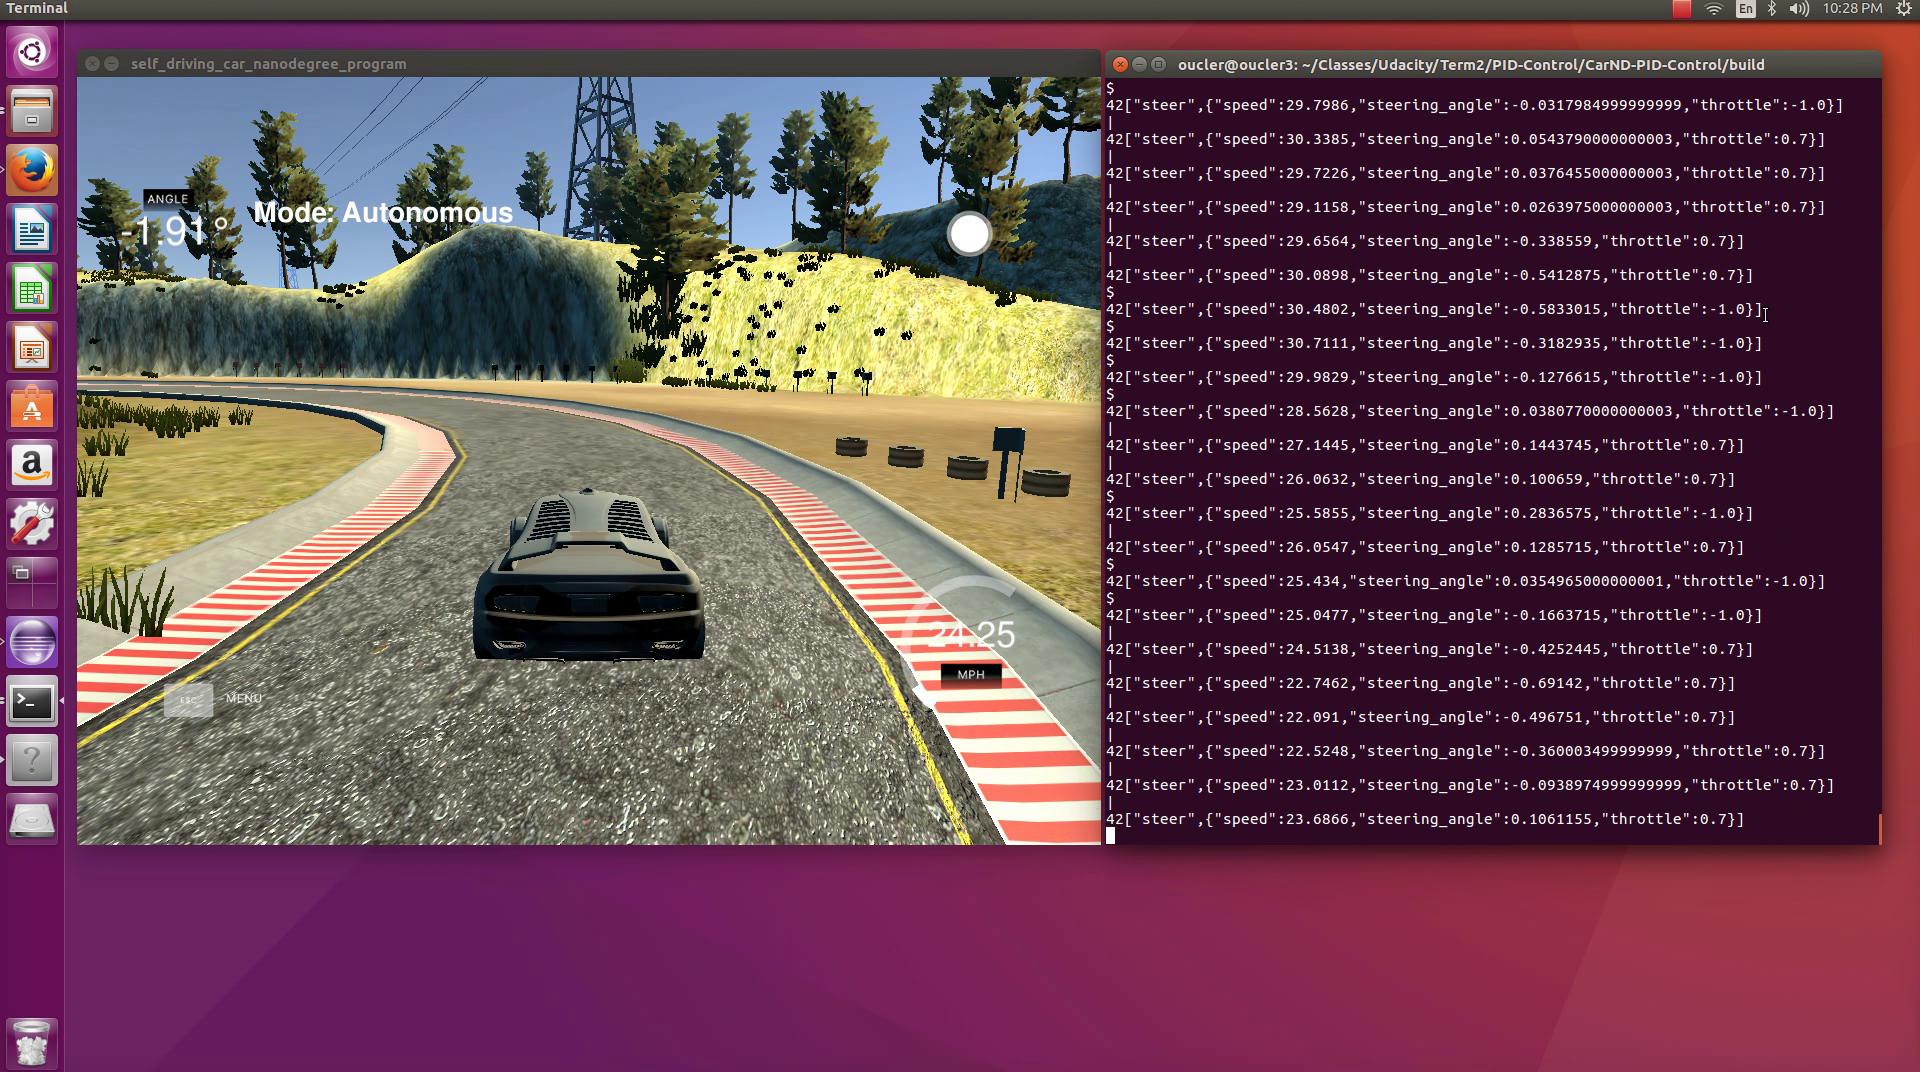 Terminal
En
10:28 PM
self_driving_car_nanodegree_program
ANGLE
-1.91°
Mode: Autonomous
24.25
MPH
ESC
MENU
a
oucler@oucler3: ~/Classes/Udacity/Term2/PID-Control/CarND-PID-Control/build
$
42["steer",{"speed":29.7986,"steering_angle":-0.0317984999999999,"throttle":-1.0}]
|
42["steer",{"speed":30.3385,"steering_angle":0.0543790000000003,"throttle":0.7}]
|
42["steer",{"speed":29.7226,"steering_angle":0.0376455000000003,"throttle":0.7}]
|
42["steer",{"speed":29.1158,"steering_angle":0.0263975000000003,"throttle":0.7}]
|
42["steer",{"speed":29.6564,"steering_angle":-0.338559,"throttle":0.7}]
|
42["steer",{"speed":30.0898,"steering_angle":-0.5412875,"throttle":0.7}]
$
42["steer",{"speed":30.4802,"steering_angle":-0.5833015,"throttle":-1.0}]
$
42["steer",{"speed":30.7111,"steering_angle":-0.3182935,"throttle":-1.0}]
$
42["steer",{"speed":29.9829,"steering_angle":-0.1276615,"throttle":-1.0}]
$
42["steer",{"speed":28.5628,"steering_angle":0.0380770000000003,"throttle":-1.0}]
|
42["steer",{"speed":27.1445,"steering_angle":0.1443745,"throttle":0.7}]
|
42["steer",{"speed":26.0632,"steering_angle":0.100659,"throttle":0.7}]
$
42["steer",{"speed":25.5855,"steering_angle":0.2836575,"throttle":-1.0}]
|
42["steer",{"speed":26.0547,"steering_angle":0.1285715,"throttle":0.7}]
$
42["steer",{"speed":25.434,"steering_angle":0.0354965000000001,"throttle":-1.0}]
$
42["steer",{"speed":25.0477,"steering_angle":-0.1663715,"throttle":-1.0}]
|
42["steer",{"speed":24.5138,"steering_angle":-0.4252445,"throttle":0.7}]
|
42["steer",{"speed":22.7462,"steering_angle":-0.69142,"throttle":0.7}]
|
42["steer",{"speed":22.091,"steering_angle":-0.496751,"throttle":0.7}]
|
42["steer",{"speed":22.5248,"steering_angle":-0.360003499999999,"throttle":0.7}]
|
42["steer",{"speed":23.0112,"steering_angle":-0.0938974999999999,"throttle":0.7}]
|
42["steer",{"speed":23.6866,"steering_angle":0.1061155,"throttle":0.7}]